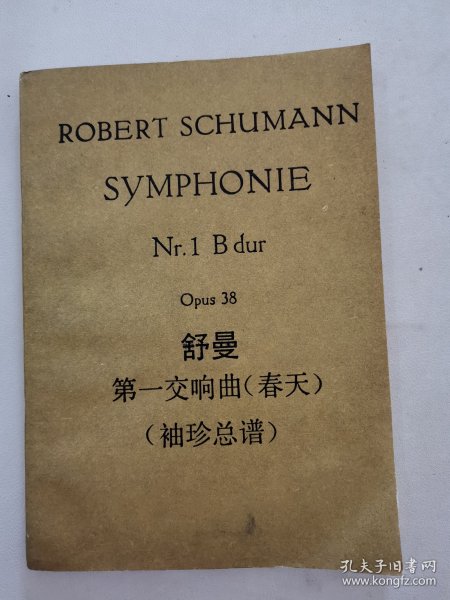 ROBERT SCHUMANN
SYMPHONIE
Nr.1 B dur
Opus 38
舒曼
第一交响曲(春天)
(袖珍总谱)
孔夫子旧书网
www.kongfz.com